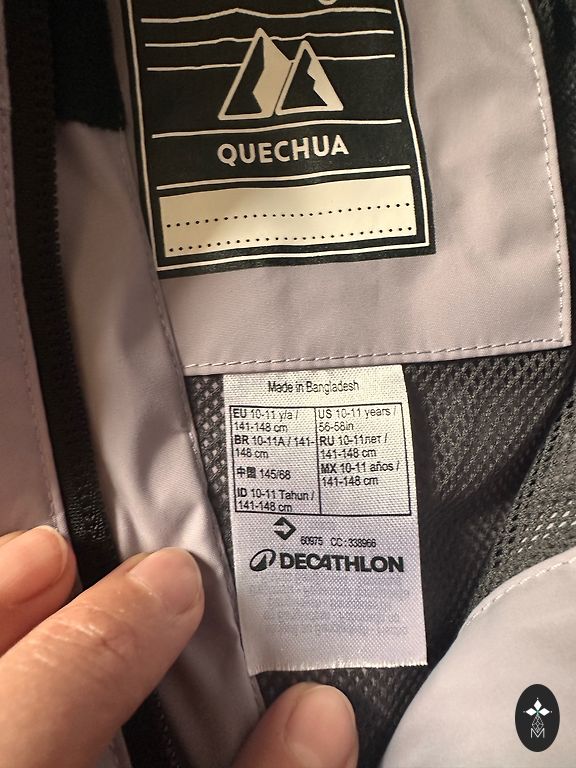 QUECHUA
Made in Bangladesh
EU 10-11 y/a /
141-148 cm
BR 10-11A / 141-
148 cm
中国 145/68
ID 10-11 Tahun /
141-148 cm
US 10-11 years /
56-58in
RU 10-11лет /
141-148 cm
MX 10-11 años /
141-148 cm
60975 CC : 338966
DECATHLON
M